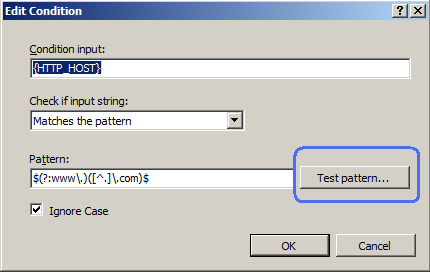 Edit Condition
Condition input:
{HTTP_HOST}
Check if input string:
Matches the pattern
Pattern:
$(?:www\.)([^.]\.com)$
Test pattern...
Ignore Case
OK
Cancel